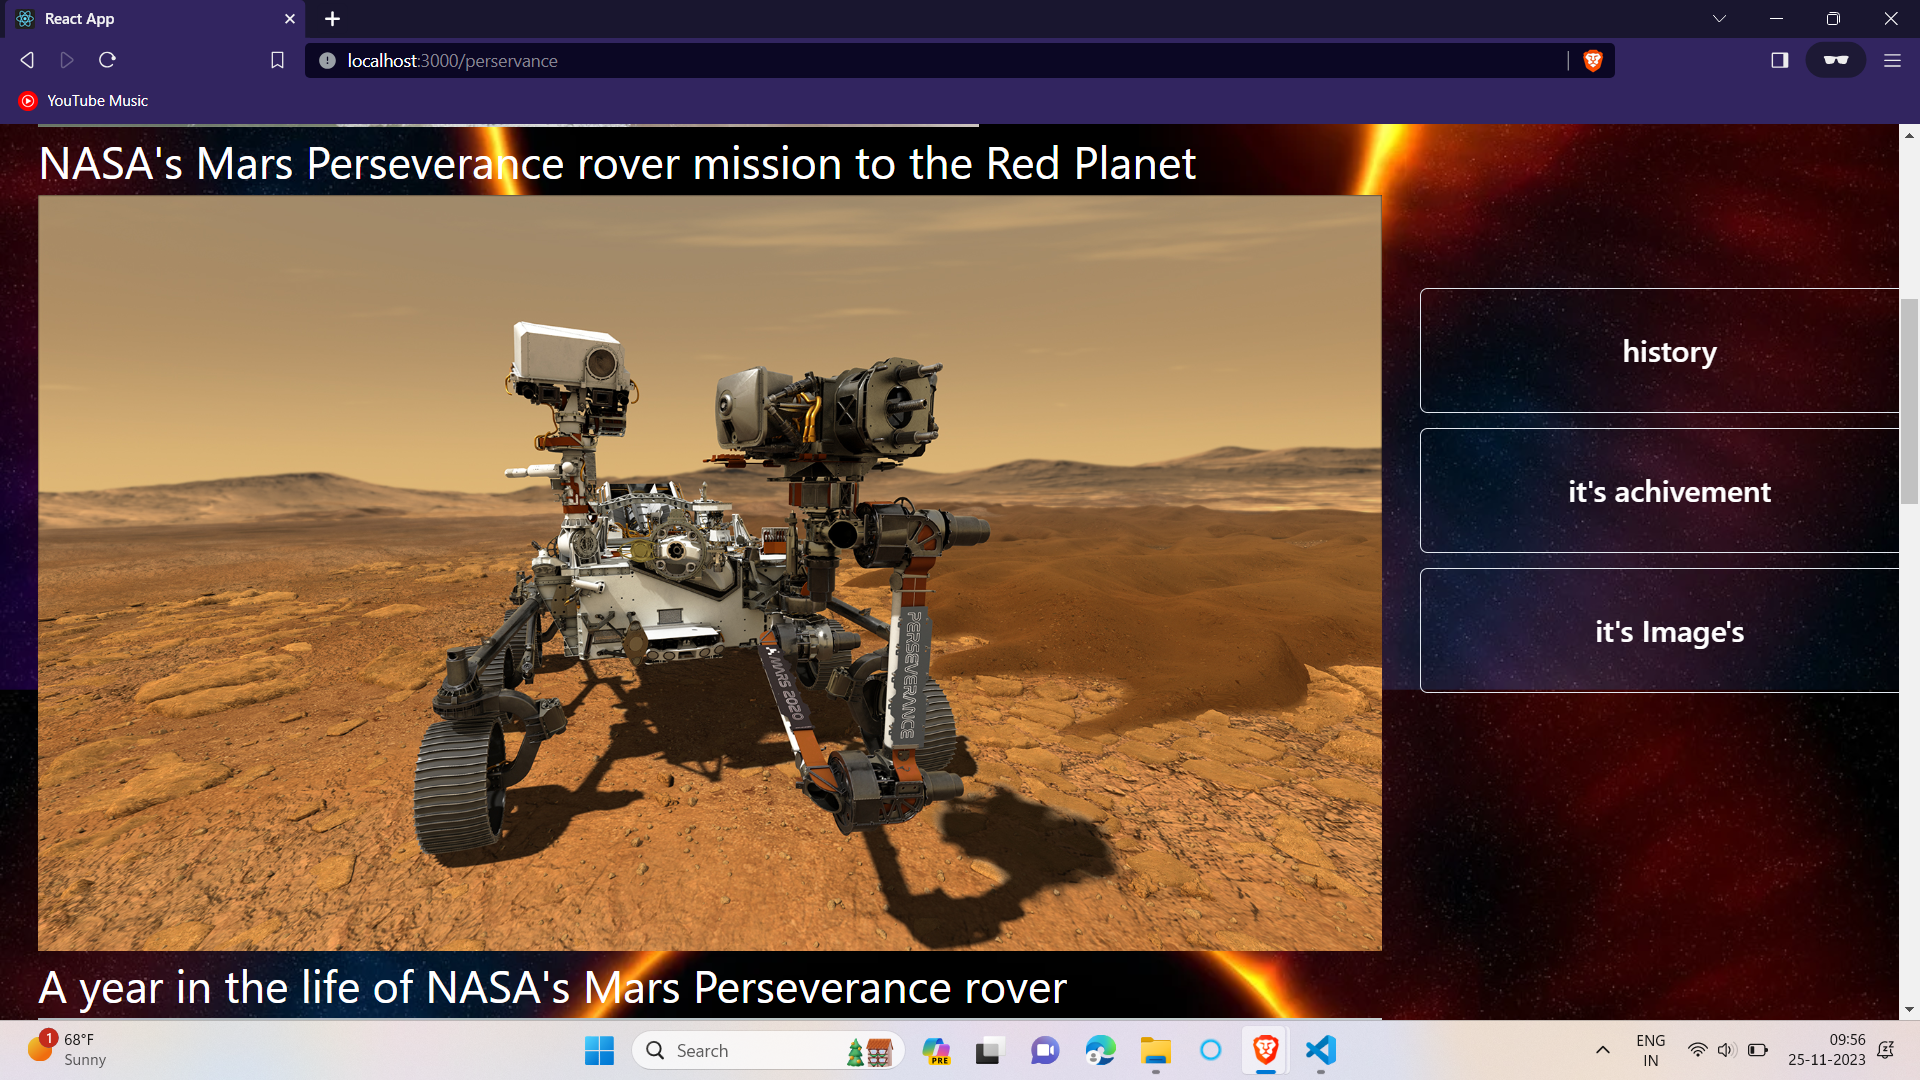 React App
localhost:3000/perservance
YouTube Music
NASA's Mars Perseverance rover mission to the Red Planet
history
it's achivement
it's Image's
PERSEVERANCE
MARS 2020
A year in the life of NASA's Mars Perseverance rover
1
68°F
Sunny
Search
PRE
ENG
IN
09:56
25-11-2023